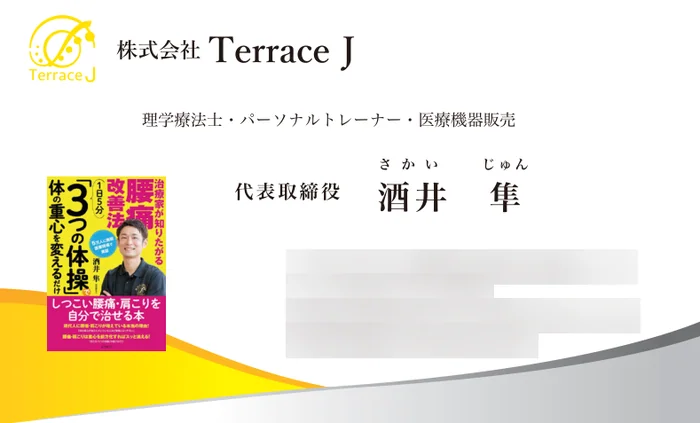 Terrace J
株式会社 Terrace J
理学療法士・パーソナルトレーナー・医療機器販売
さかい じゅん
代表取締役 酒井 隼
治療家が知りたがる
腰痛改善法
1日5分
「3つの体操」で
体の重心を変えるだけ
酒井 隼
しつこい腰痛・肩こりを
自分で治せる本